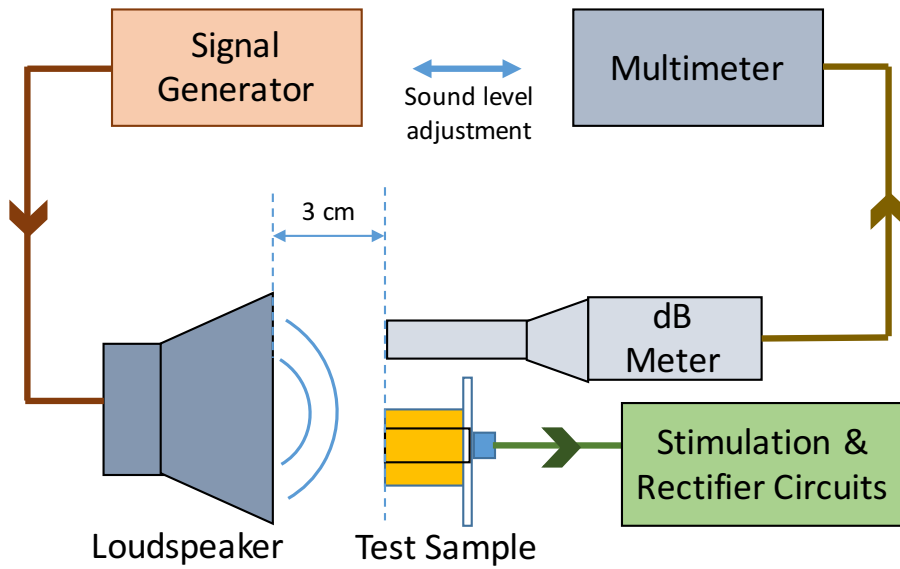 Signal
Generator
Sound level
adjustment
Multimeter
3 cm
dB
Meter
Stimulation &
Rectifier Circuits
Loudspeaker
Test Sample